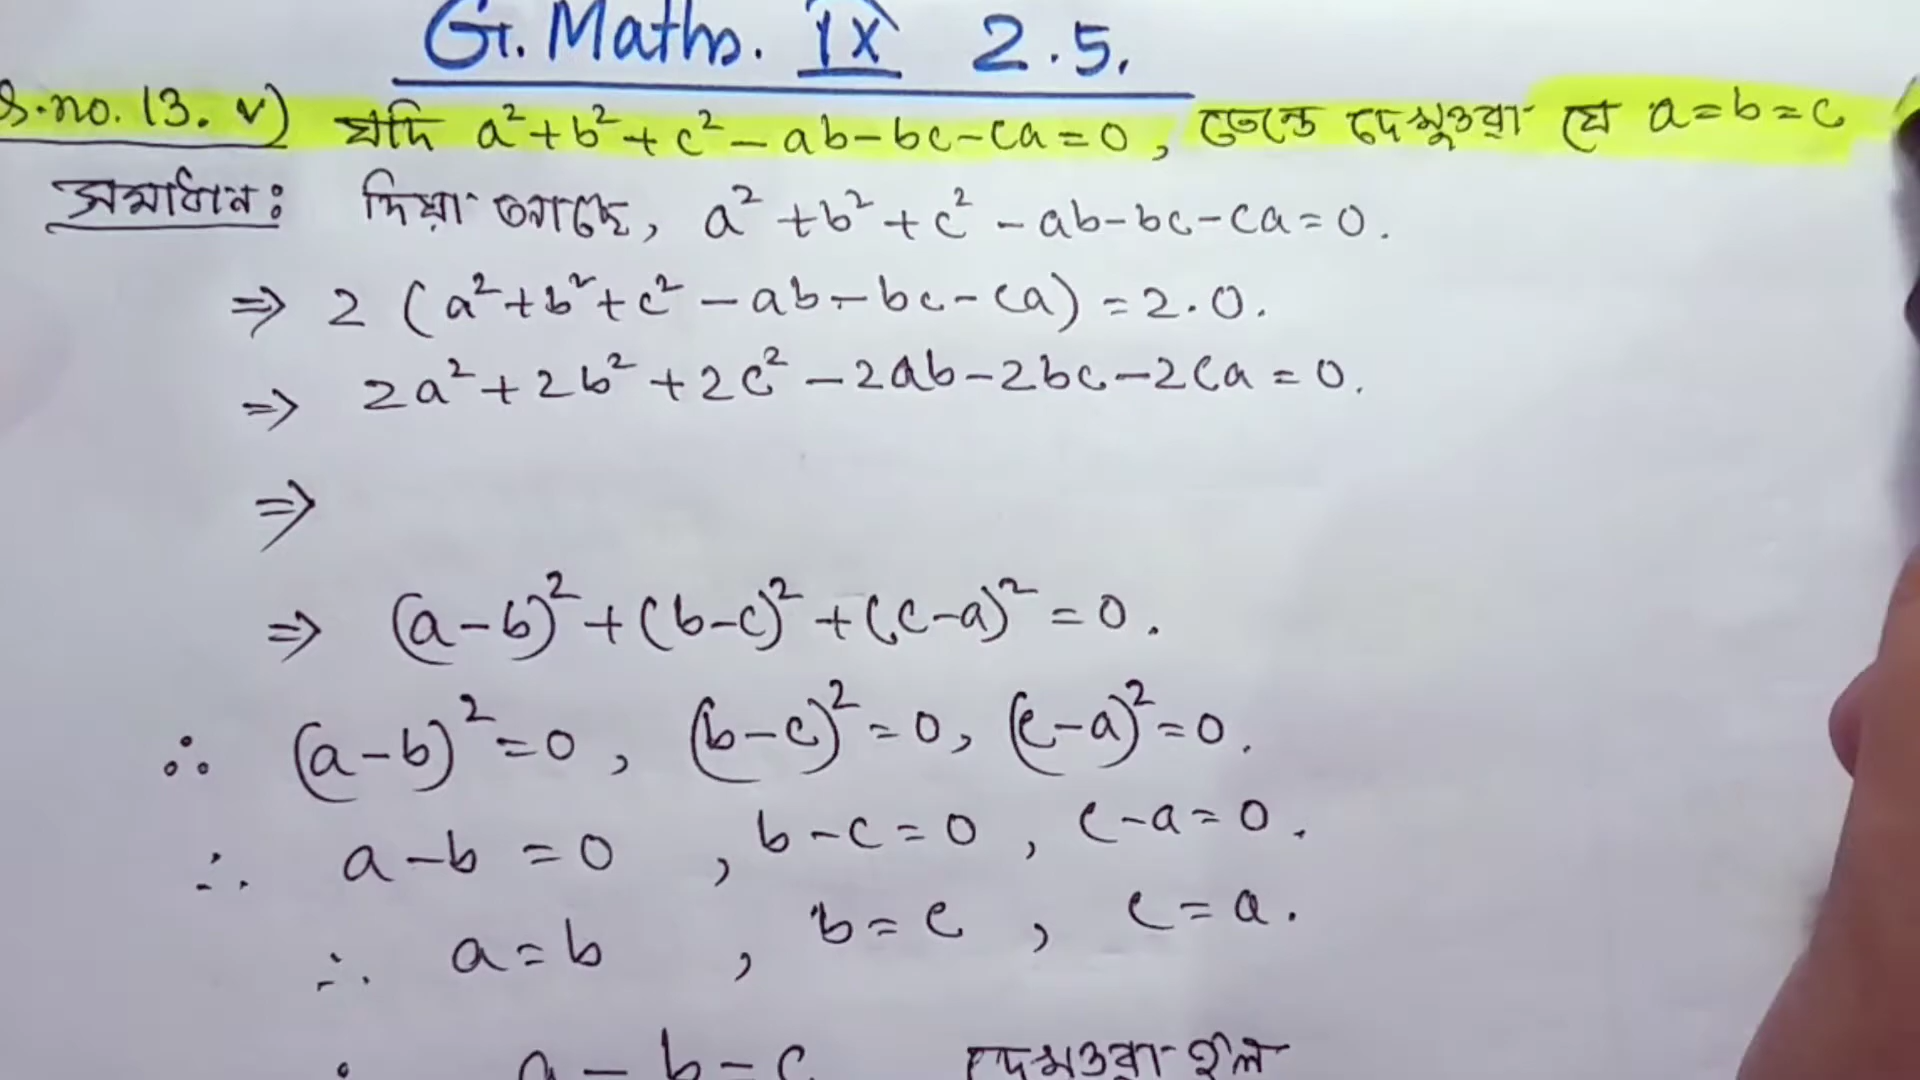 G. Maths. IX 2.5.
S.no. 13. v) যদি a²+b²+c²-ab-bc-ca=0, তেন্তে দেখুওৱা যে a=b=c
সমাধান: দিয়া আছে, a²+b²+c²-ab-bc-ca=0.
⇒ 2 (a²+b²+c²-ab-bc-ca)=2.0.
⇒ 2a²+2b²+2c²-2ab-2bc-2ca=0.
⇒
⇒ (a-b)²+(b-c)²+(c-a)²=0.
∴ (a-b)²=0, (b-c)²=0, (c-a)²=0.
∴ a-b=0, b-c=0, c-a=0.
∴ a=b, b=c, c=a.
∴ a=b=c দেখুওৱা হ'ল